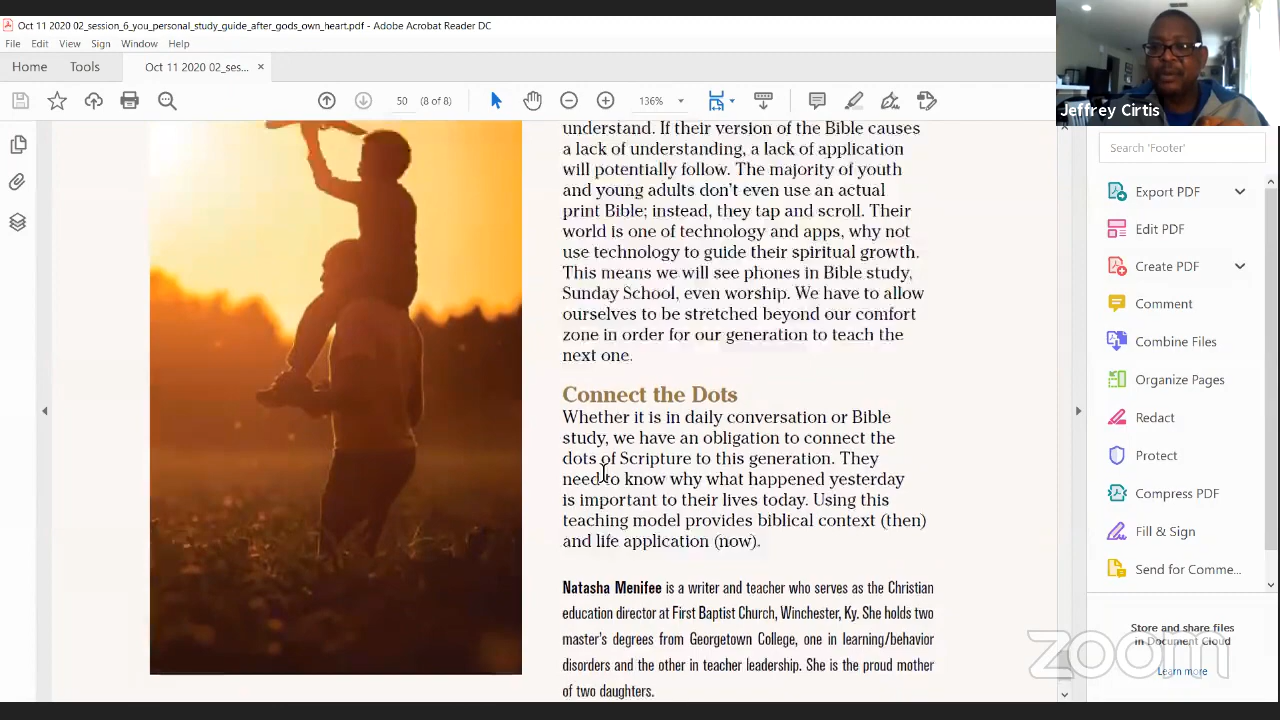 Oct 11 2020 02_session_6_you_personal_study_guide_after_gods_own_heart.pdf - Adobe Acrobat Reader DC
File Edit View Sign Window Help
Home Tools Oct 11 2020 02_ses... ×
50 (8 of 8) 136%
Jeffrey Cirtis
Search 'Footer'
Export PDF
Edit PDF
Create PDF
Comment
Combine Files
Organize Pages
Redact
Protect
Compress PDF
Fill & Sign
Send for Comme...
Store and share files
in Document Cloud
Learn more
understand. If their version of the Bible causes
a lack of understanding, a lack of application
will potentially follow. The majority of youth
and young adults don't even use an actual
print Bible; instead, they tap and scroll. Their
world is one of technology and apps, why not
use technology to guide their spiritual growth.
This means we will see phones in Bible study,
Sunday School, even worship. We have to allow
ourselves to be stretched beyond our comfort
zone in order for our generation to teach the
next one.
Connect the Dots
Whether it is in daily conversation or Bible
study, we have an obligation to connect the
dots of Scripture to this generation. They
need to know why what happened yesterday
is important to their lives today. Using this
teaching model provides biblical context (then)
and life application (now).
Natasha Menifee is a writer and teacher who serves as the Christian
education director at First Baptist Church, Winchester, Ky. She holds two
master's degrees from Georgetown College, one in learning/behavior
disorders and the other in teacher leadership. She is the proud mother
of two daughters.
zoom